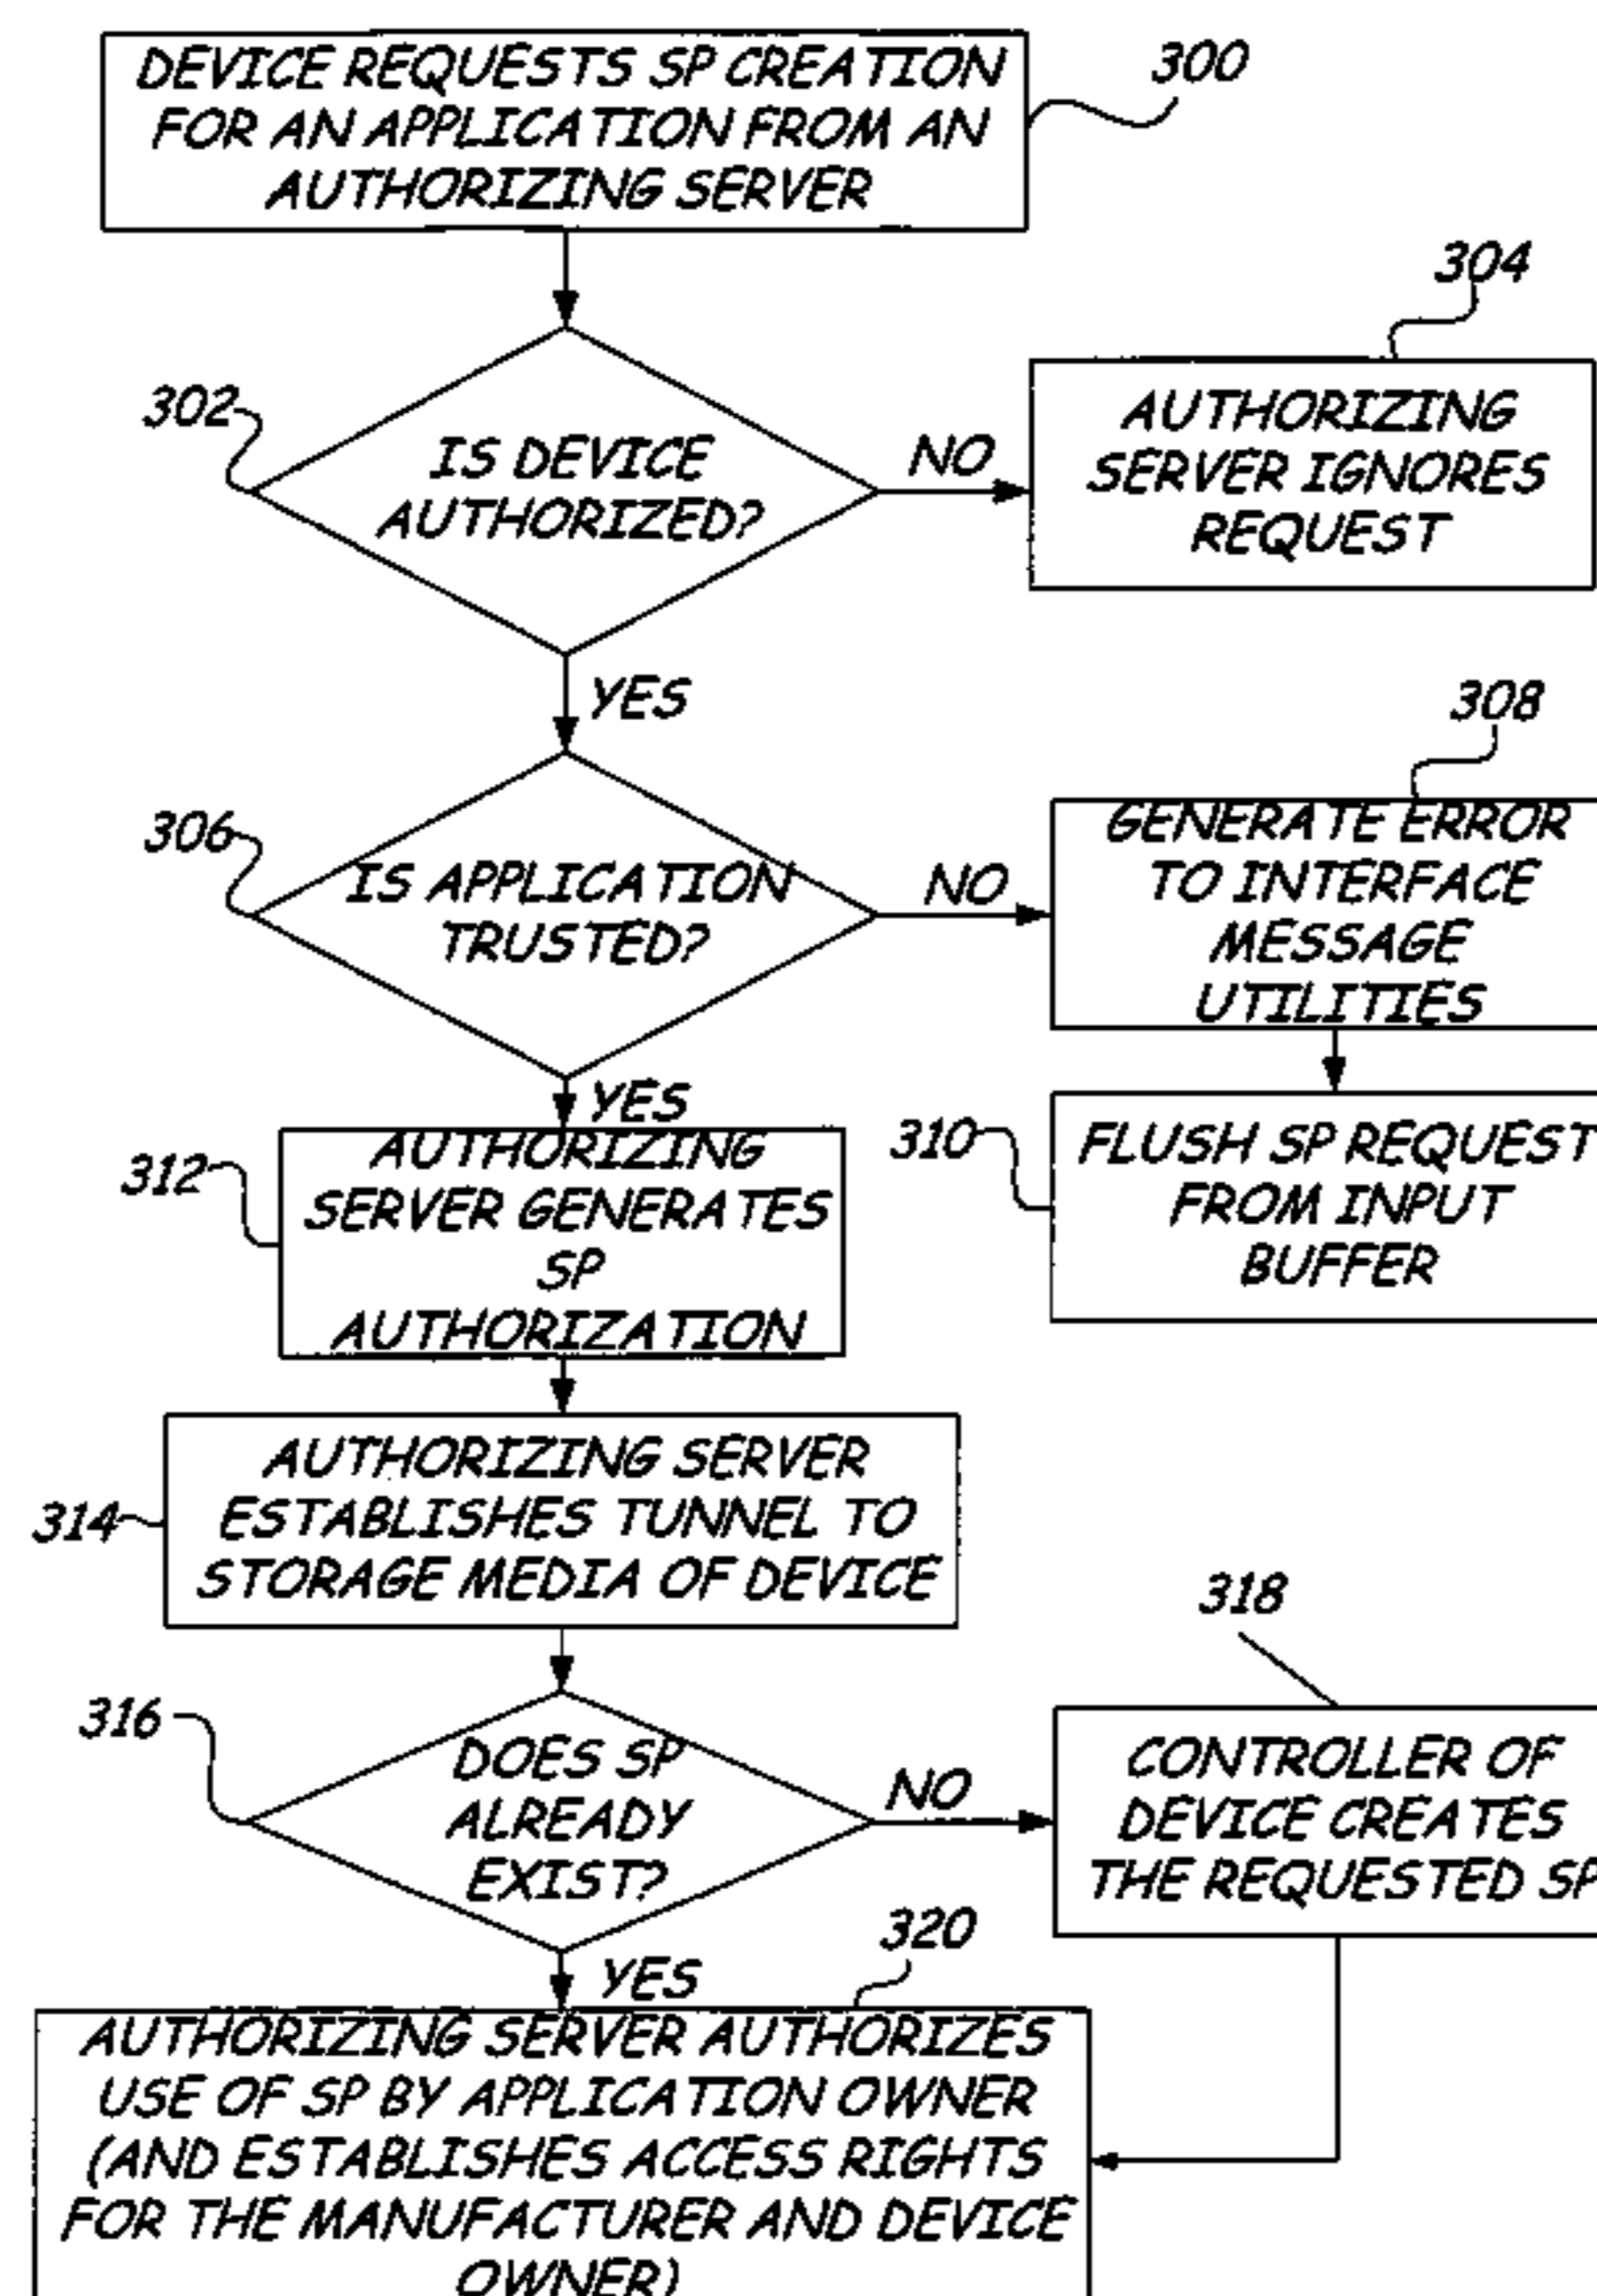 DEVICE REQUESTS SP CREATION
FOR AN APPLICATION FROM AN
AUTHORIZING SERVER
300
304
302
IS DEVICE
AUTHORIZED?
NO
AUTHORIZING
SERVER IGNORES
REQUEST
YES
308
306
IS APPLICATION
TRUSTED?
NO
GENERATE ERROR
TO INTERFACE
MESSAGE
UTILITIES
YES
312
AUTHORIZING
SERVER GENERATES
SP
AUTHORIZATION
310
FLUSH SP REQUEST
FROM INPUT
BUFFER
314
AUTHORIZING SERVER
ESTABLISHES TUNNEL TO
STORAGE MEDIA OF DEVICE
318
316
DOES SP
ALREADY
EXIST?
NO
CONTROLLER OF
DEVICE CREATES
THE REQUESTED SP
YES
320
AUTHORIZING SERVER AUTHORIZES
USE OF SP BY APPLICATION OWNER
(AND ESTABLISHES ACCESS RIGHTS
FOR THE MANUFACTURER AND DEVICE
OWNER)